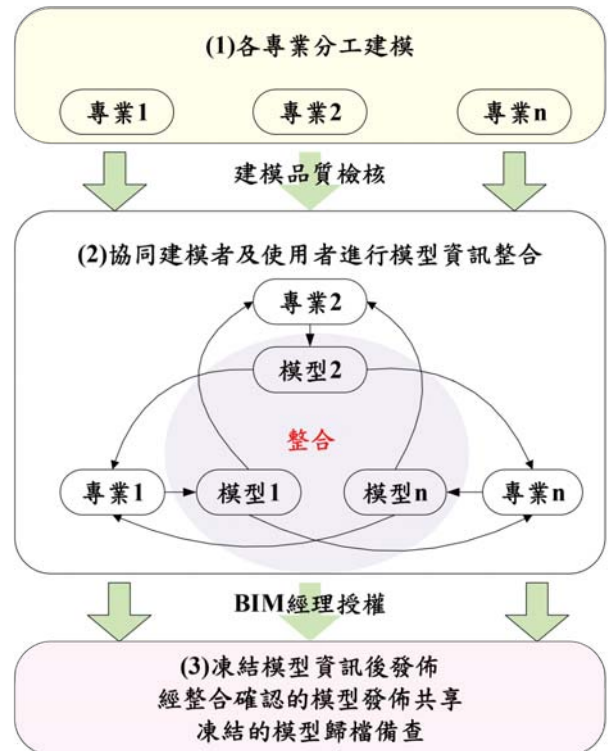 (1)各專業分工建模
專業1
專業2
專業n
建模品質檢核
(2)協同建模者及使用者進行模型資訊整合
專業2
模型2
整合
專業1
模型1
模型n
專業n
BIM經理授權
(3)凍結模型資訊後發佈
經整合確認的模型發佈共享
凍結的模型歸檔備查